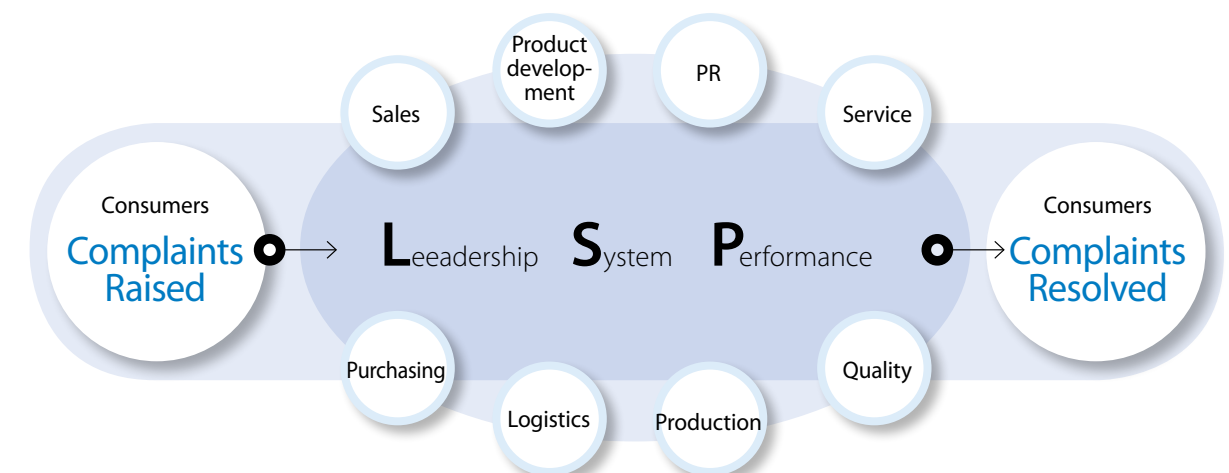 Product
develop-
ment
PR
Sales
Service
Consumers
Complaints
Raised
Leeadership System Performance
Consumers
Complaints
Resolved
Purchasing
Quality
Logistics
Production